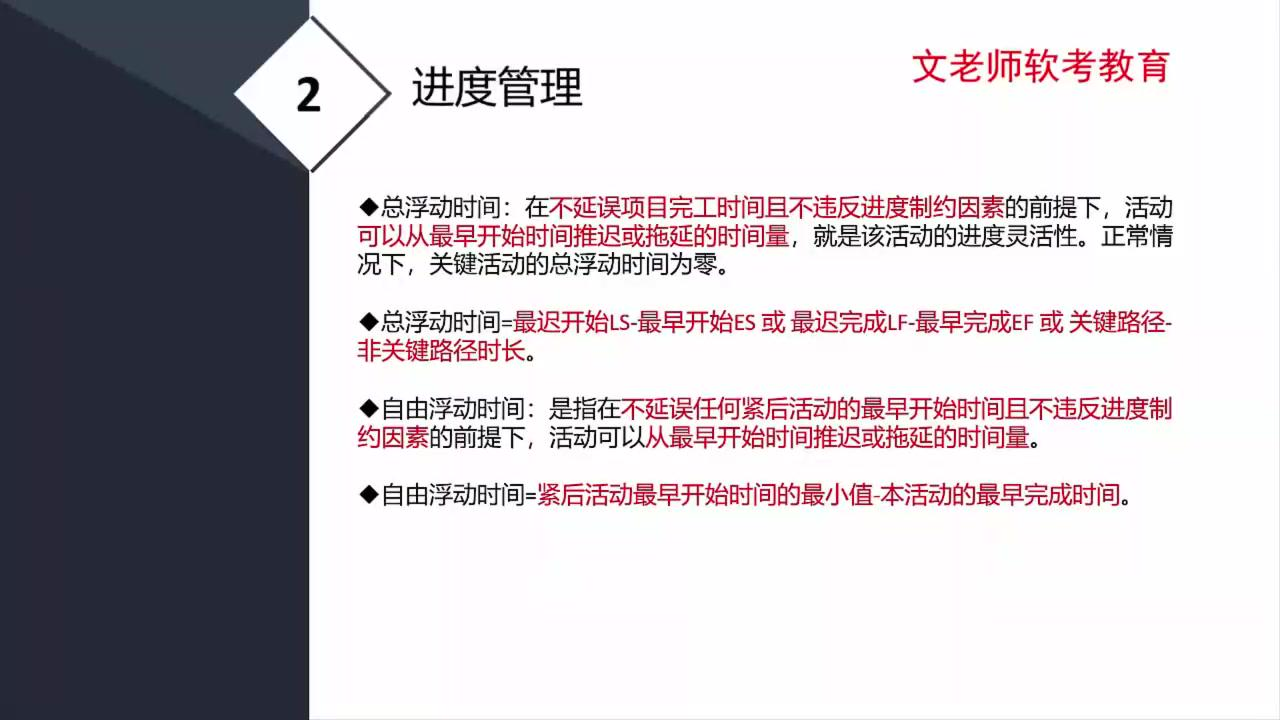 2
进度管理
文老师软考教育
◆总浮动时间：在不延误项目完工时间且不违反进度制约因素的前提下，活动
可以从最早开始时间推迟或拖延的时间量，就是该活动的进度灵活性。正常情
况下，关键活动的总浮动时间为零。
◆总浮动时间=最迟开始LS-最早开始ES 或 最迟完成LF-最早完成EF 或 关键路径-
非关键路径时长。
◆自由浮动时间：是指在不延误任何紧后活动的最早开始时间且不违反进度制
约因素的前提下，活动可以从最早开始时间推迟或拖延的时间量。
◆自由浮动时间=紧后活动最早开始时间的最小值-本活动的最早完成时间。